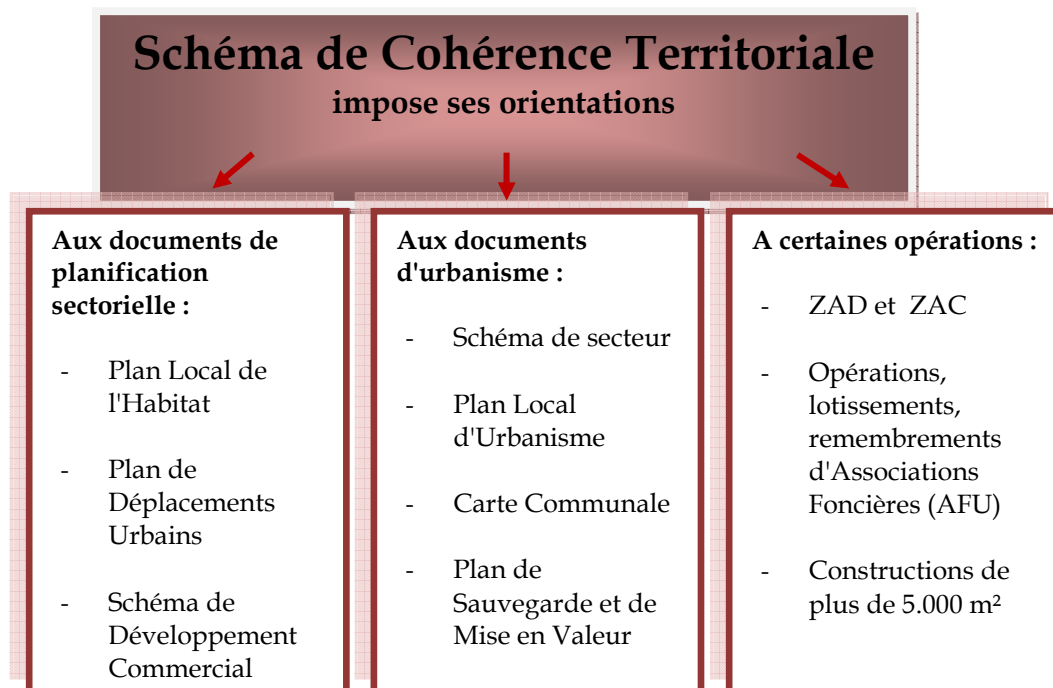 Schéma de Cohérence Territoriale
impose ses orientations
Aux documents de
planification
sectorielle :
- Plan Local de
l'Habitat
- Plan de
Déplacements
Urbains
- Schéma de
Développement
Commercial
Aux documents
d'urbanisme :
- Schéma de secteur
- Plan Local
d'Urbanisme
- Carte Communale
- Plan de
Sauvegarde et de
Mise en Valeur
A certaines opérations :
- ZAD et ZAC
- Opérations,
lotissements,
remembrements
d'Associations
Foncières (AFU)
- Constructions de
plus de 5.000 m²